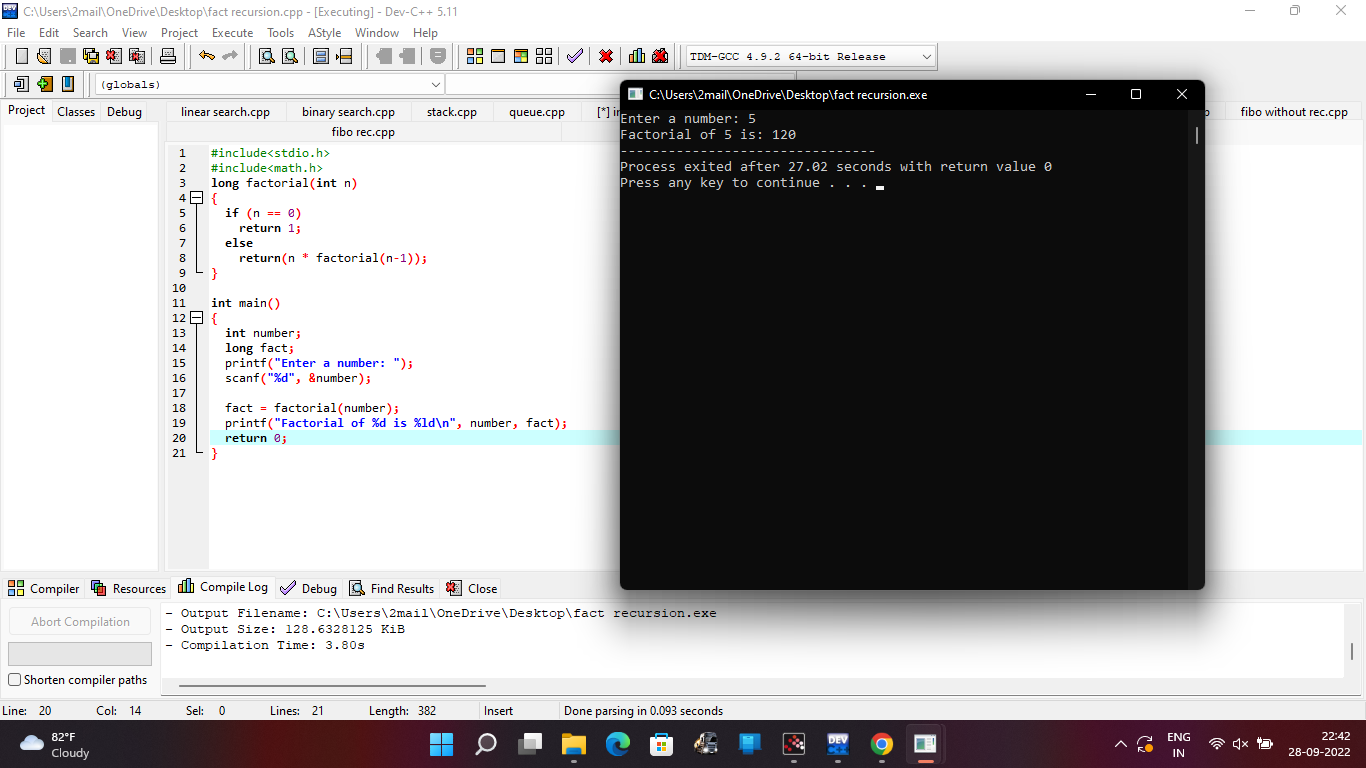 C:\Users\2mail\OneDrive\Desktop\fact recursion.cpp - [Executing] - Dev-C++ 5.11
File Edit Search View Project Execute Tools AStyle Window Help
TDM-GCC 4.9.2 64-bit Release
(globals)
Project Classes Debug
linear search.cpp binary search.cpp stack.cpp queue.cpp [*] fibo without rec.cpp
fibo rec.cpp
1 #include<stdio.h>
2 #include<math.h>
3 long factorial(int n)
4 {
5 if (n == 0)
6 return 1;
7 else
8 return(n * factorial(n-1));
9 }
10
11 int main()
12 {
13 int number;
14 long fact;
15 printf("Enter a number: ");
16 scanf("%d", &number);
17
18 fact = factorial(number);
19 printf("Factorial of %d is %ld\n", number, fact);
20 return 0;
21 }
C:\Users\2mail\OneDrive\Desktop\fact recursion.exe
Enter a number: 5
Factorial of 5 is: 120
--------------------------------
Process exited after 27.02 seconds with return value 0
Press any key to continue . . .
Compiler Resources Compile Log Debug Find Results Close
Abort Compilation
Shorten compiler paths
- Output Filename: C:\Users\2mail\OneDrive\Desktop\fact recursion.exe
- Output Size: 128.6328125 KiB
- Compilation Time: 3.80s
Line: 20 Col: 14 Sel: 0 Lines: 21 Length: 382 Insert Done parsing in 0.093 seconds
82°F
Cloudy
DEV
ENG
IN
22:42
28-09-2022